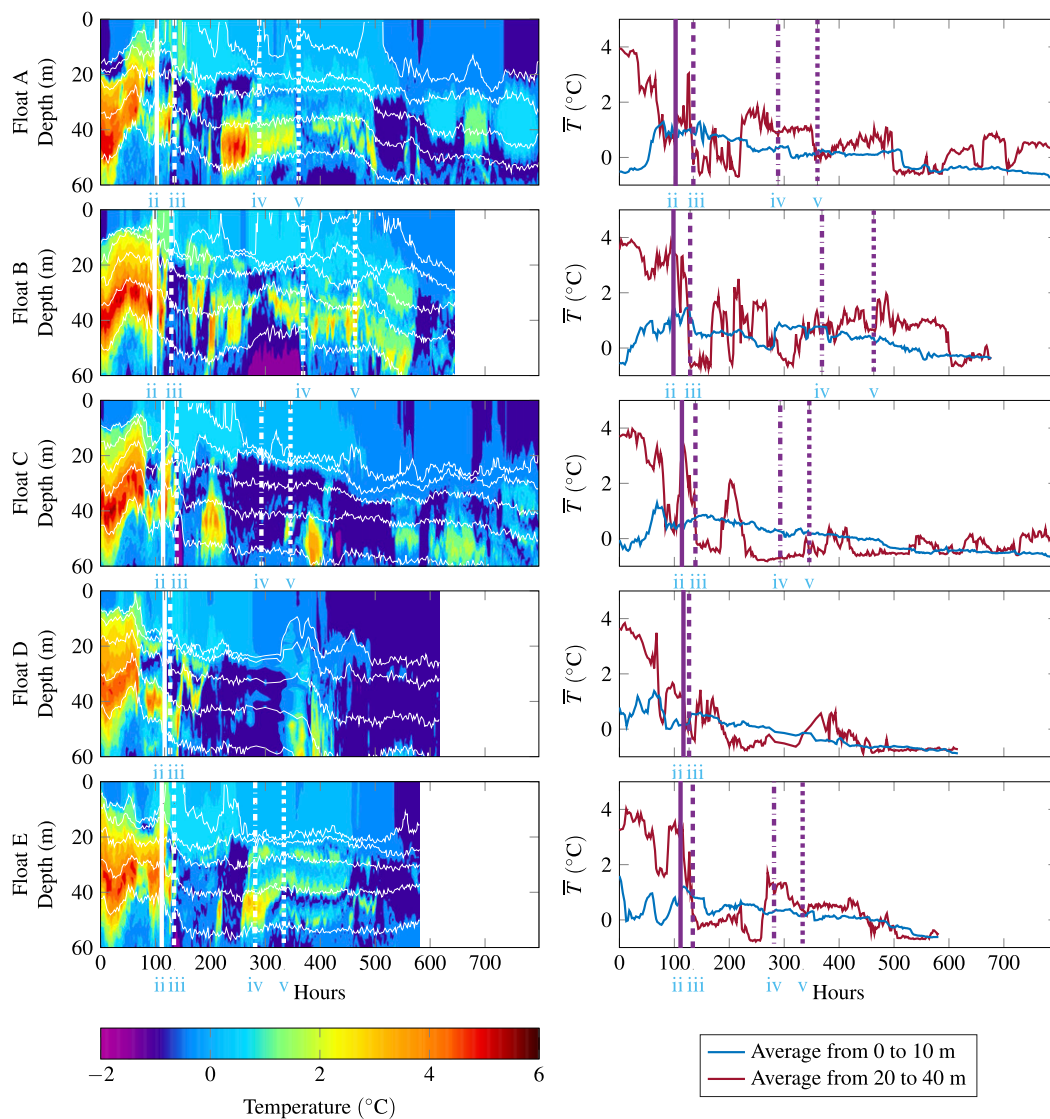 0
20
40
60
Float A
Depth (m)
ii iii iv v
4
2
0
T (°C)
ii iii iv v
0
20
40
60
Float B
Depth (m)
ii iii iv v
4
2
0
T (°C)
ii iii iv v
0
20
40
60
Float C
Depth (m)
ii iii iv v
4
2
0
T (°C)
ii iii iv v
0
20
40
60
Float D
Depth (m)
ii iii
4
2
0
T (°C)
ii iii
0
20
40
60
Float E
Depth (m)
0 100 200 300 400 500 600 700
ii iii iv v Hours
4
2
0
T (°C)
0 100 200 300 400 500 600 700
ii iii iv v Hours
−2 0 2 4 6
Temperature (°C)
Average from 0 to 10 m
Average from 20 to 40 m